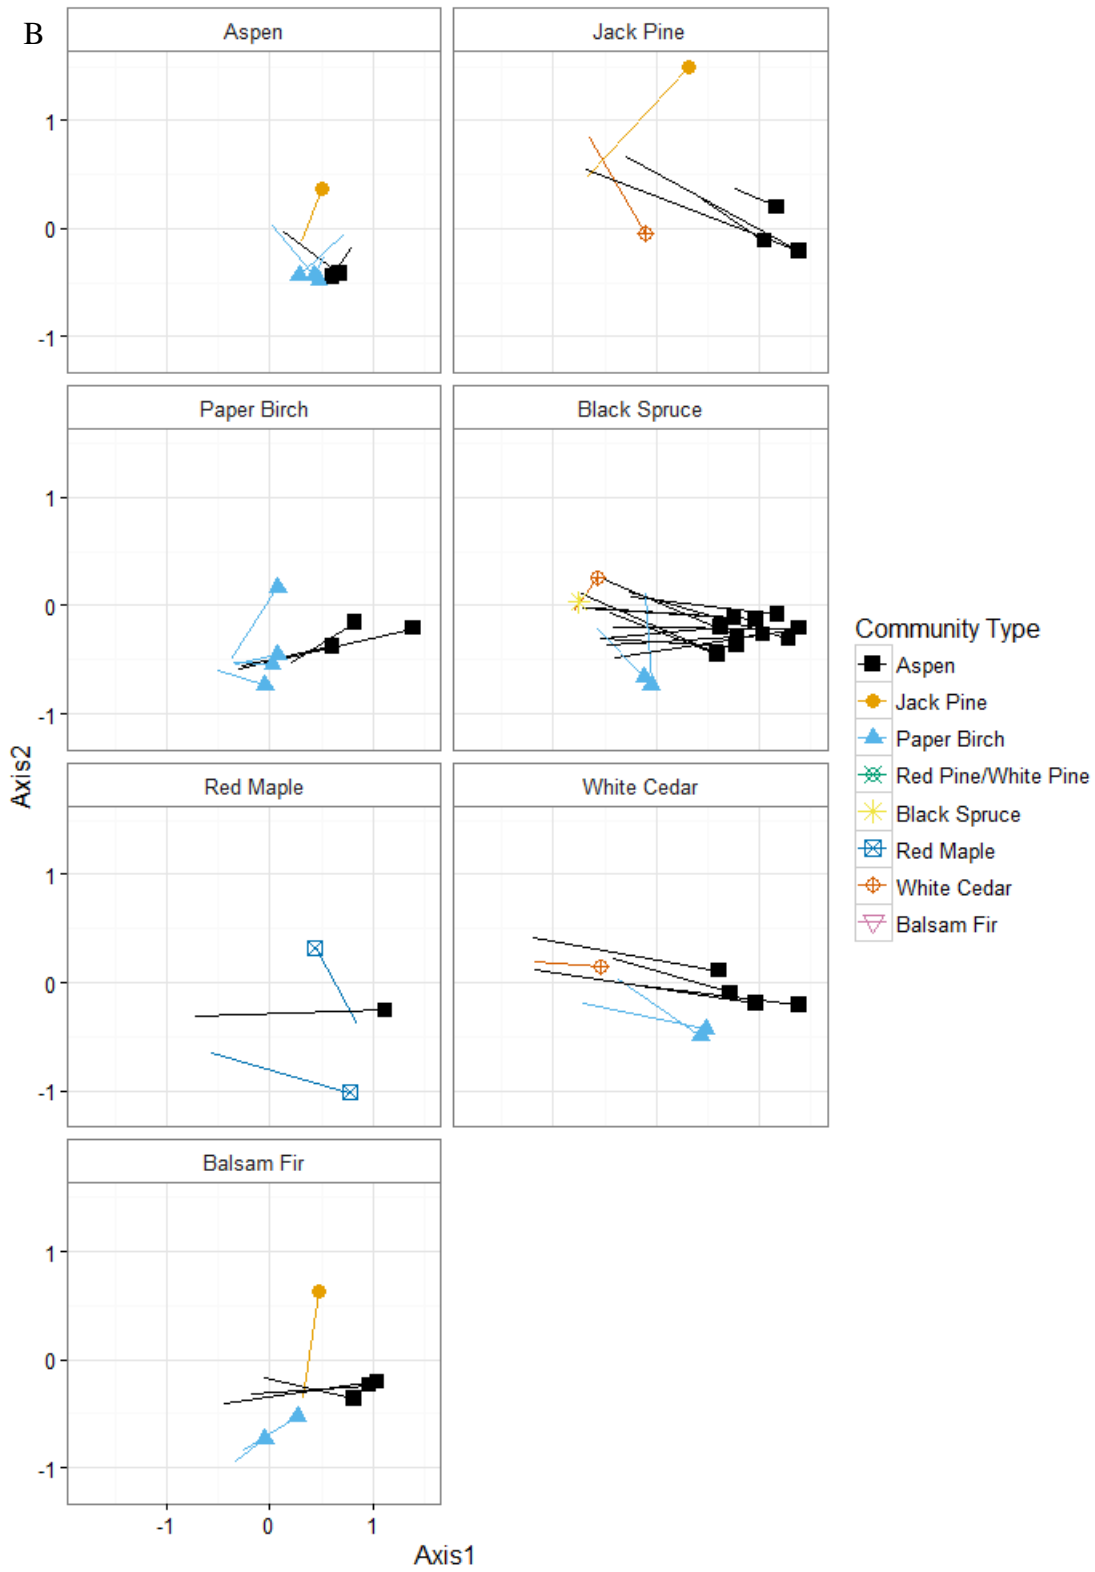 B
Aspen
Jack Pine
1
0
-1
Paper Birch
Black Spruce
1
0
-1
Axis2
Red Maple
White Cedar
1
0
-1
Balsam Fir
1
0
-1
-1
0
1
Axis1
Community Type
Aspen
Jack Pine
Paper Birch
Red Pine/White Pine
Black Spruce
Red Maple
White Cedar
Balsam Fir